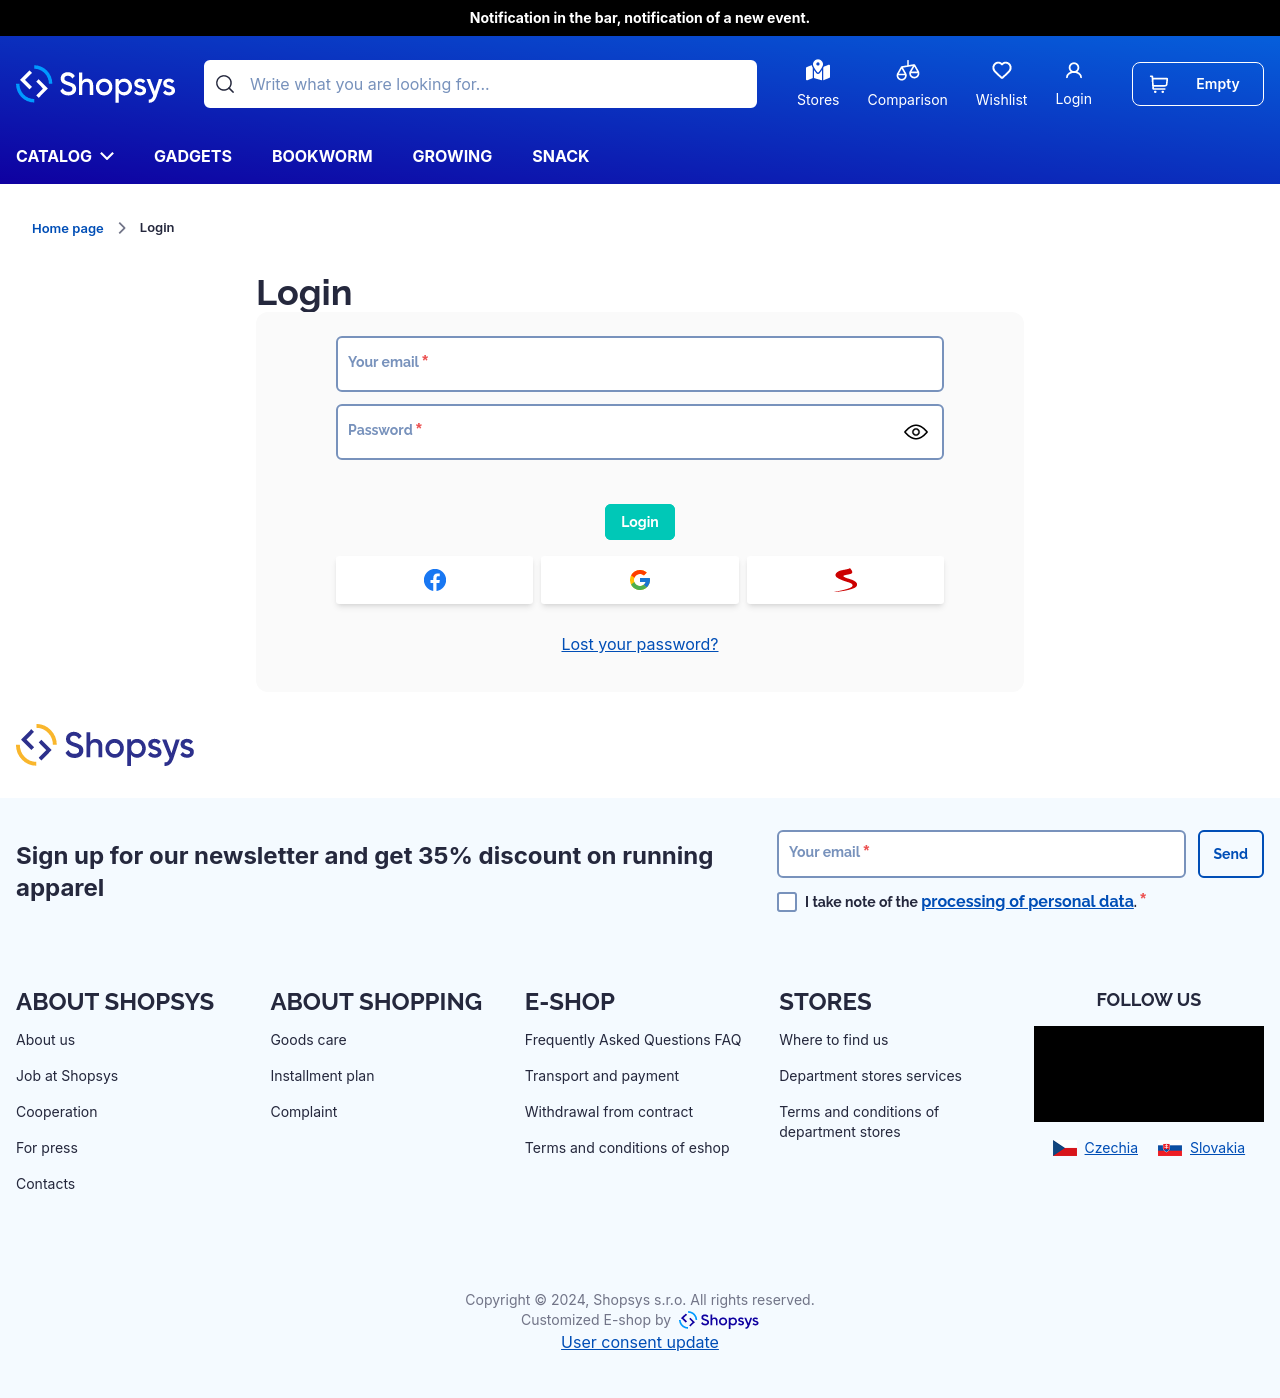 Notification in the bar, notification of a new event.
Shopsys
Write what you are looking for...
Stores
Comparison
Wishlist
Login
Empty
CATALOG
GADGETS
BOOKWORM
GROWING
SNACK
Home page
Login
Login
Your email *
Password *
Login
Lost your password?
Shopsys
Sign up for our newsletter and get 35% discount on running
apparel
Your email *
Send
I take note of the processing of personal data. *
ABOUT SHOPSYS
About us
Job at Shopsys
Cooperation
For press
Contacts
ABOUT SHOPPING
Goods care
Installment plan
Complaint
E-SHOP
Frequently Asked Questions FAQ
Transport and payment
Withdrawal from contract
Terms and conditions of eshop
STORES
Where to find us
Department stores services
Terms and conditions of
department stores
FOLLOW US
Czechia
Slovakia
Copyright © 2024, Shopsys s.r.o. All rights reserved.
Customized E-shop by Shopsys
User consent update